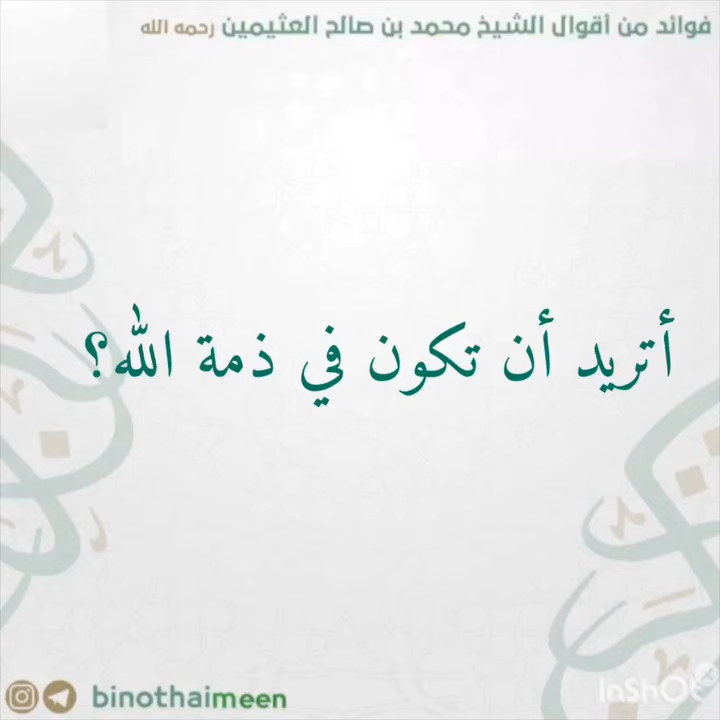 فوائد من أقوال الشيخ محمد بن صالح العثيمين رحمه الله
أتريد أن تكون في ذمة الله؟
binothaimeen
InShOt